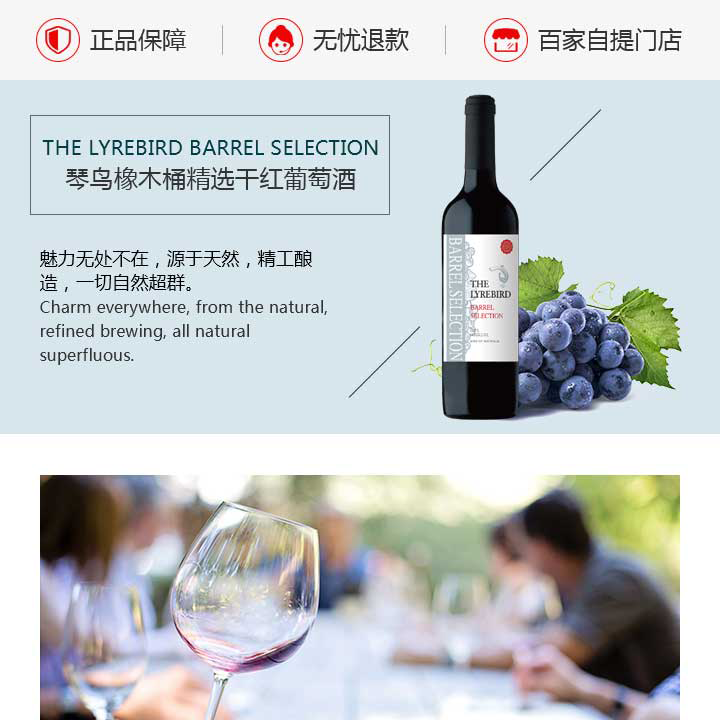 正品保障
无忧退款
百家自提门店
THE LYREBIRD BARREL SELECTION
琴鸟橡木桶精选干红葡萄酒
魅力无处不在，源于天然，精工酿
造，一切自然超群。
Charm everywhere, from the natural,
refined brewing, all natural
superfluous.
BARREL SELECTION
THE
LYREBIRD
BARREL
SELECTION